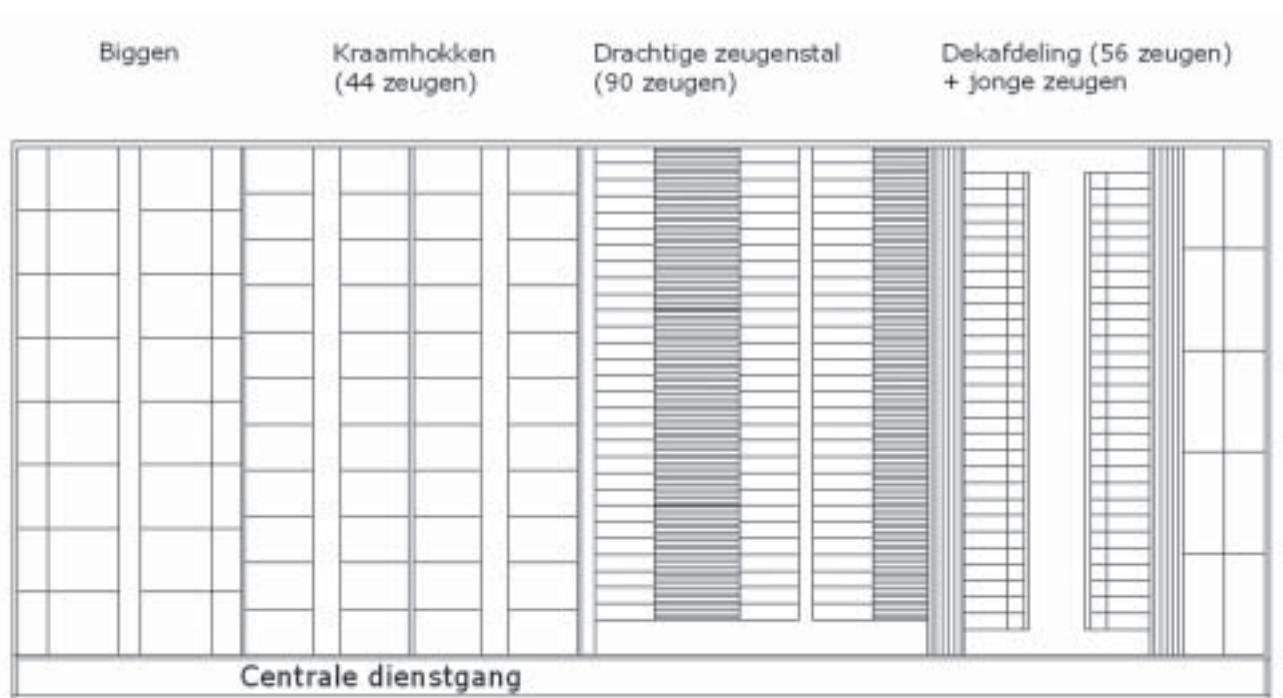 Biggen
Kraamhokken
(44 zeugen)
Drachtige zeugenstal
(90 zeugen)
Dekafdeling (56 zeugen)
+ jonge zeugen
Centrale dienstgang